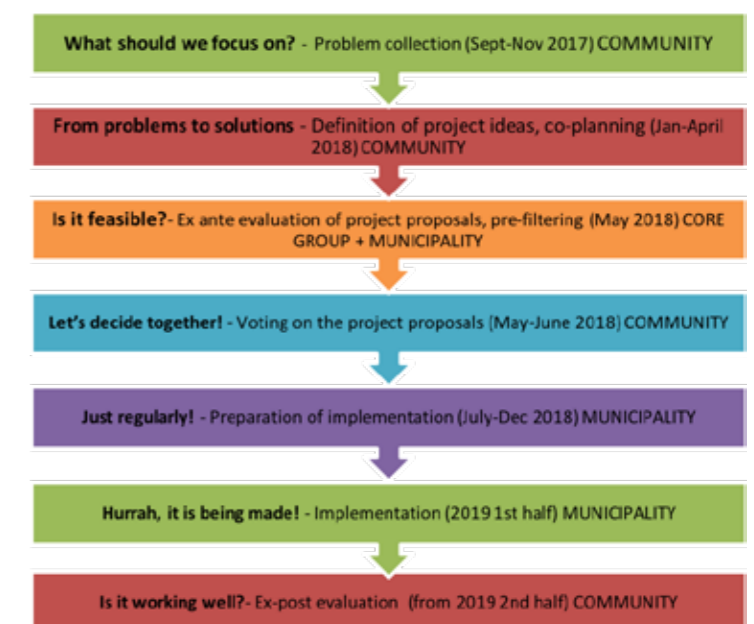 What should we focus on? - Problem collection (Sept-Nov 2017) COMMUNITY
From problems to solutions - Definition of project ideas, co-planning (Jan-April
2018) COMMUNITY
Is it feasible?- Ex ante evaluation of project proposals, pre-filtering (May 2018) CORE
GROUP + MUNICIPALITY
Let's decide together! - Voting on the project proposals (May-June 2018) COMMUNITY
Just regularly! - Preparation of implementation (July-Dec 2018) MUNICIPALITY
Hurrah, it is being made! - Implementation (2019 1st half) MUNICIPALITY
Is it working well?- Ex-post evaluation (from 2019 2nd half) COMMUNITY